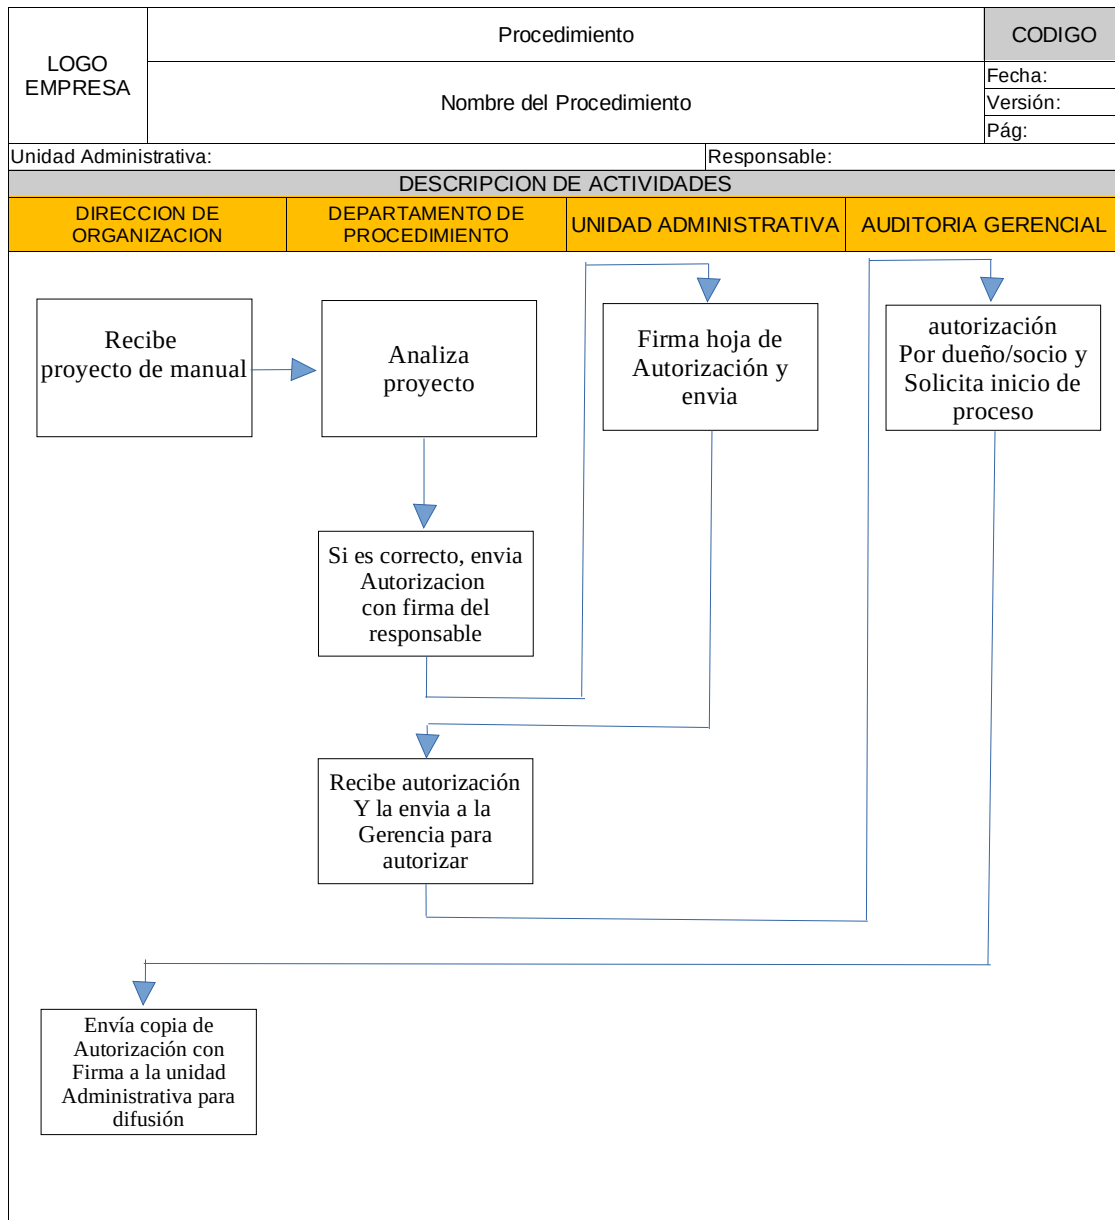 LOGO
EMPRESA
Procedimiento
CODIGO
Nombre del Procedimiento
Fecha:
Versión:
Pág:
Unidad Administrativa:
Responsable:
DESCRIPCION DE ACTIVIDADES
DIRECCION DE
ORGANIZACION
DEPARTAMENTO DE
PROCEDIMIENTO
UNIDAD ADMINISTRATIVA
AUDITORIA GERENCIAL
Recibe
proyecto de manual
Analiza
proyecto
Firma hoja de
Autorización y
envia
autorización
Por dueño/socio y
Solicita inicio de
proceso
Si es correcto, envia
Autorizacion
con firma del
responsable
Recibe autorización
Y la envia a la
Gerencia para
autorizar
Envía copia de
Autorización con
Firma a la unidad
Administrativa para
difusión